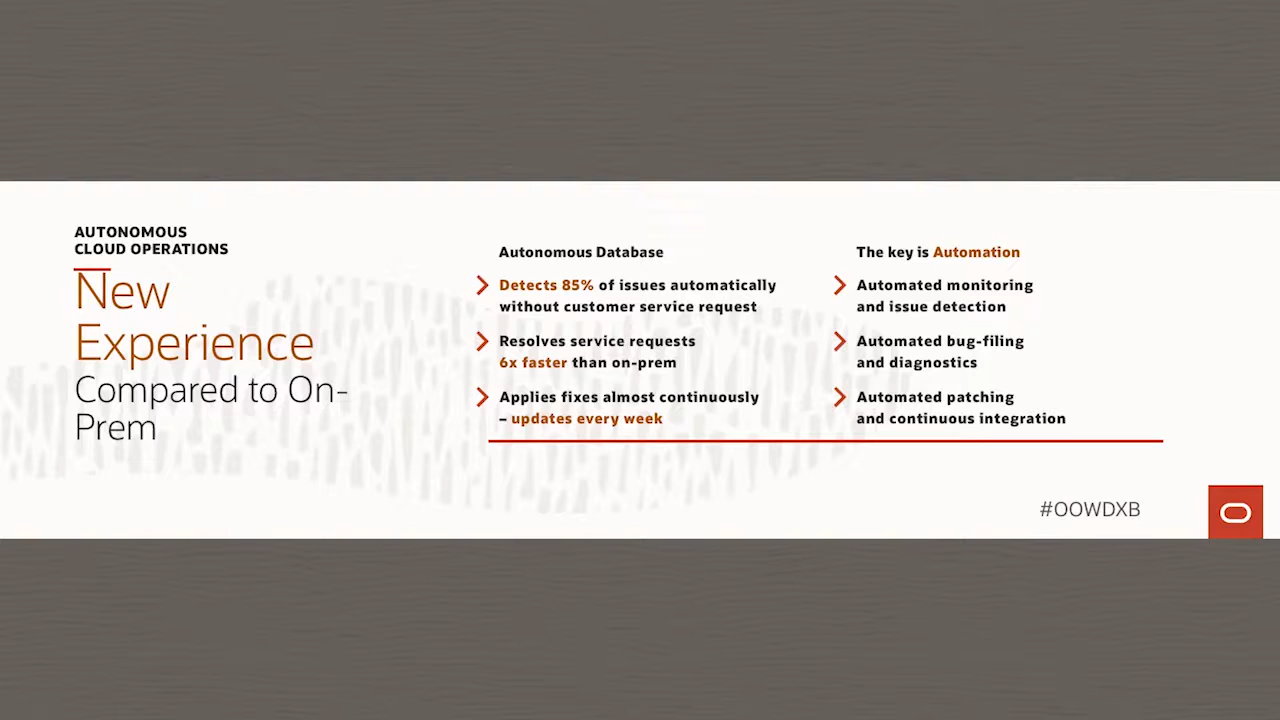 AUTONOMOUS
CLOUD OPERATIONS
New
Experience
Compared to On-
Prem
Autonomous Database
Detects 85% of issues automatically
without customer service request
Resolves service requests
6x faster than on-prem
Applies fixes almost continuously
– updates every week
The key is Automation
Automated monitoring
and issue detection
Automated bug-filing
and diagnostics
Automated patching
and continuous integration
#OOWDXB